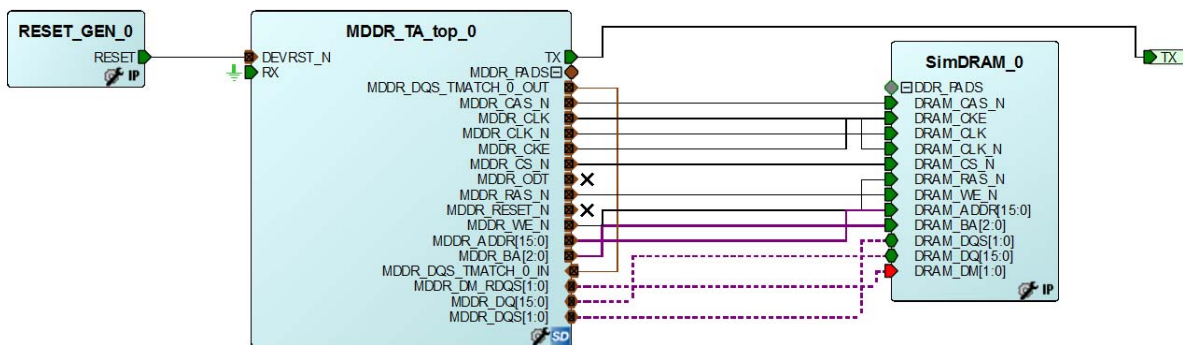 RESET_GEN_0
RESET
IP
MDDR_TA_top_0
DEVRST_N
RX
TX
MDDR_PADS
MDDR_DQS_TMATCH_0_OUT
MDDR_CAS_N
MDDR_CLK
MDDR_CLK_N
MDDR_CKE
MDDR_CS_N
MDDR_ODT
MDDR_RAS_N
MDDR_RESET_N
MDDR_WE_N
MDDR_ADDR[15:0]
MDDR_BA[2:0]
MDDR_DQS_TMATCH_0_IN
MDDR_DM_RDQS[1:0]
MDDR_DQ[15:0]
MDDR_DQS[1:0]
SD
SimDRAM_0
DDR_PADS
DRAM_CAS_N
DRAM_CKE
DRAM_CLK
DRAM_CLK_N
DRAM_CS_N
DRAM_RAS_N
DRAM_WE_N
DRAM_ADDR[15:0]
DRAM_BA[2:0]
DRAM_DQS[1:0]
DRAM_DQ[15:0]
DRAM_DM[1:0]
IP
TX